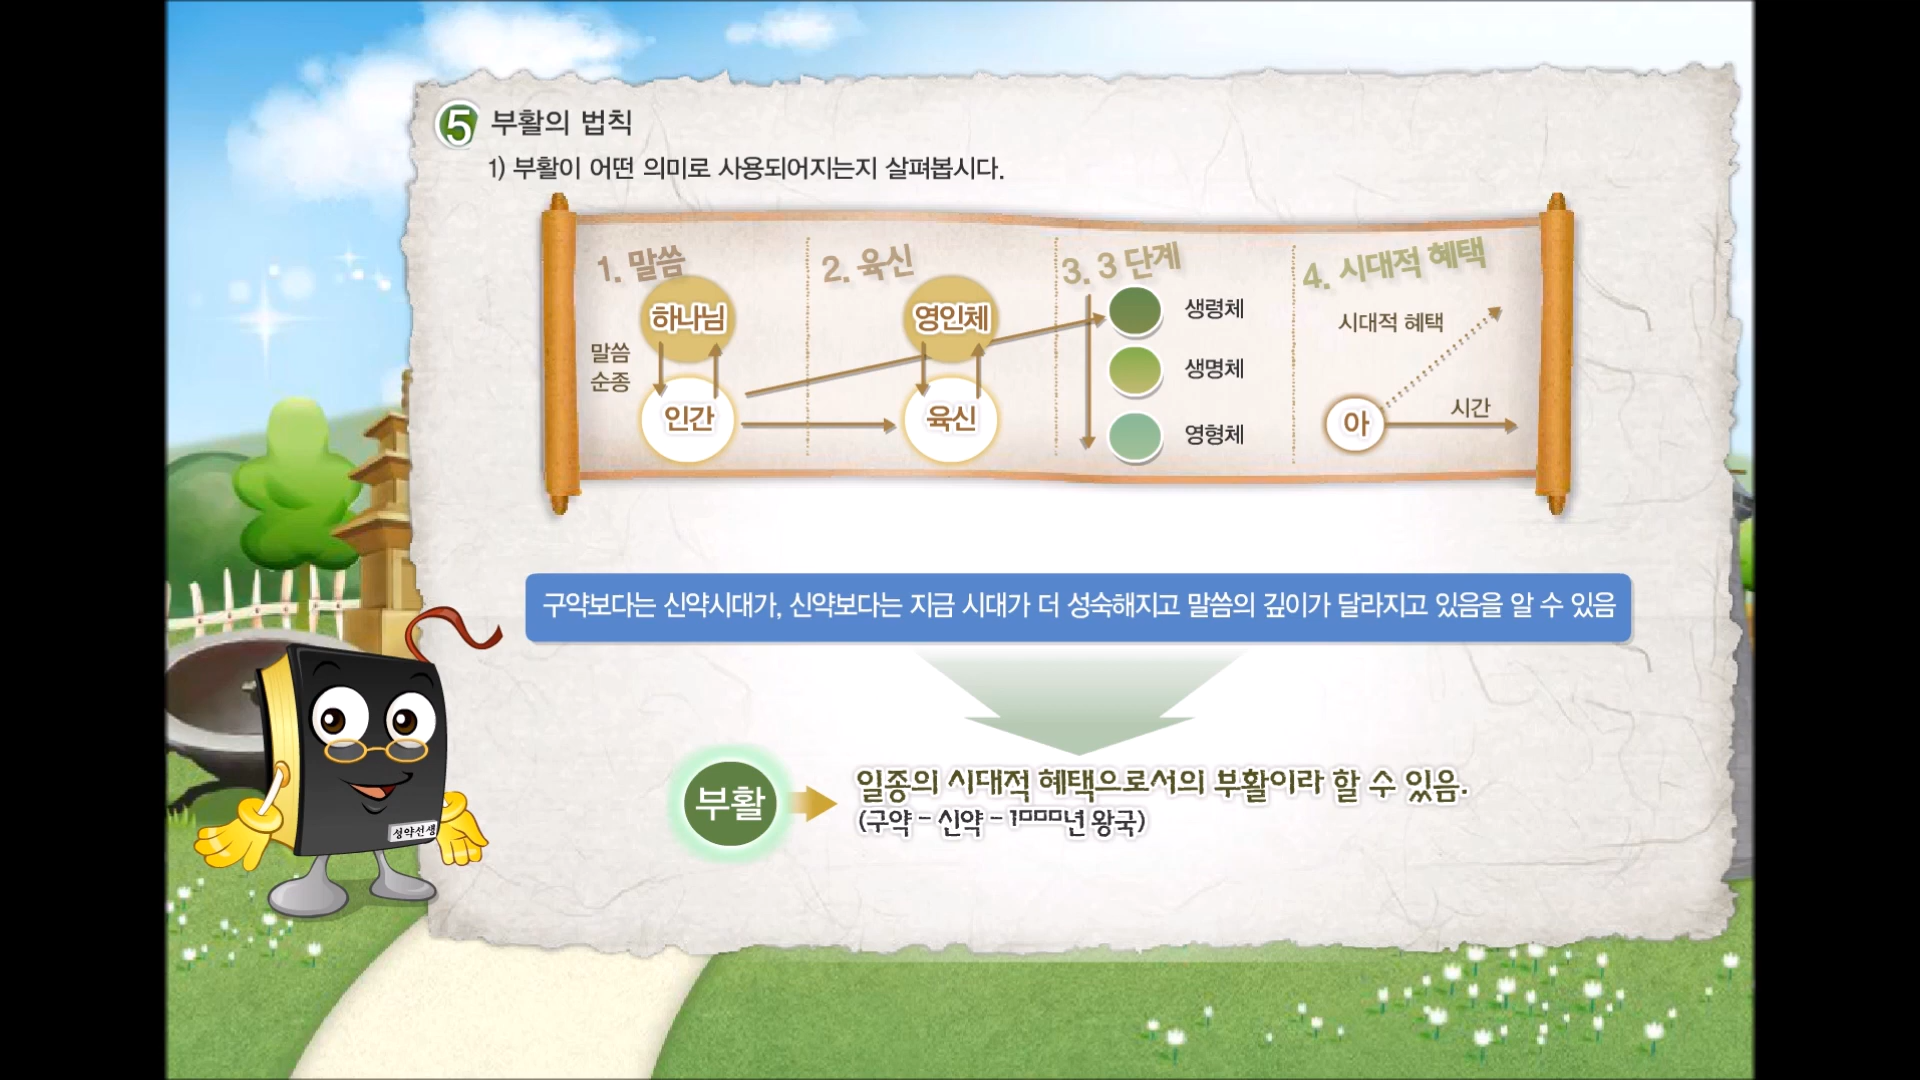 5 부활의 법칙
1) 부활이 어떤 의미로 사용되어지는지 살펴봅시다.
1. 말씀
하나님
말씀
순종
인간
2. 육신
영인체
육신
3. 3 단계
생령체
생명체
영형체
4. 시대적 혜택
시대적 혜택
아
시간
구약보다는 신약시대가, 신약보다는 지금 시대가 더 성숙해지고 말씀의 깊이가 달라지고 있음을 알 수 있음
부활
일종의 시대적 혜택으로서의 부활이라 할 수 있음.
(구약 - 신약 - 1000년 왕국)
성약선생